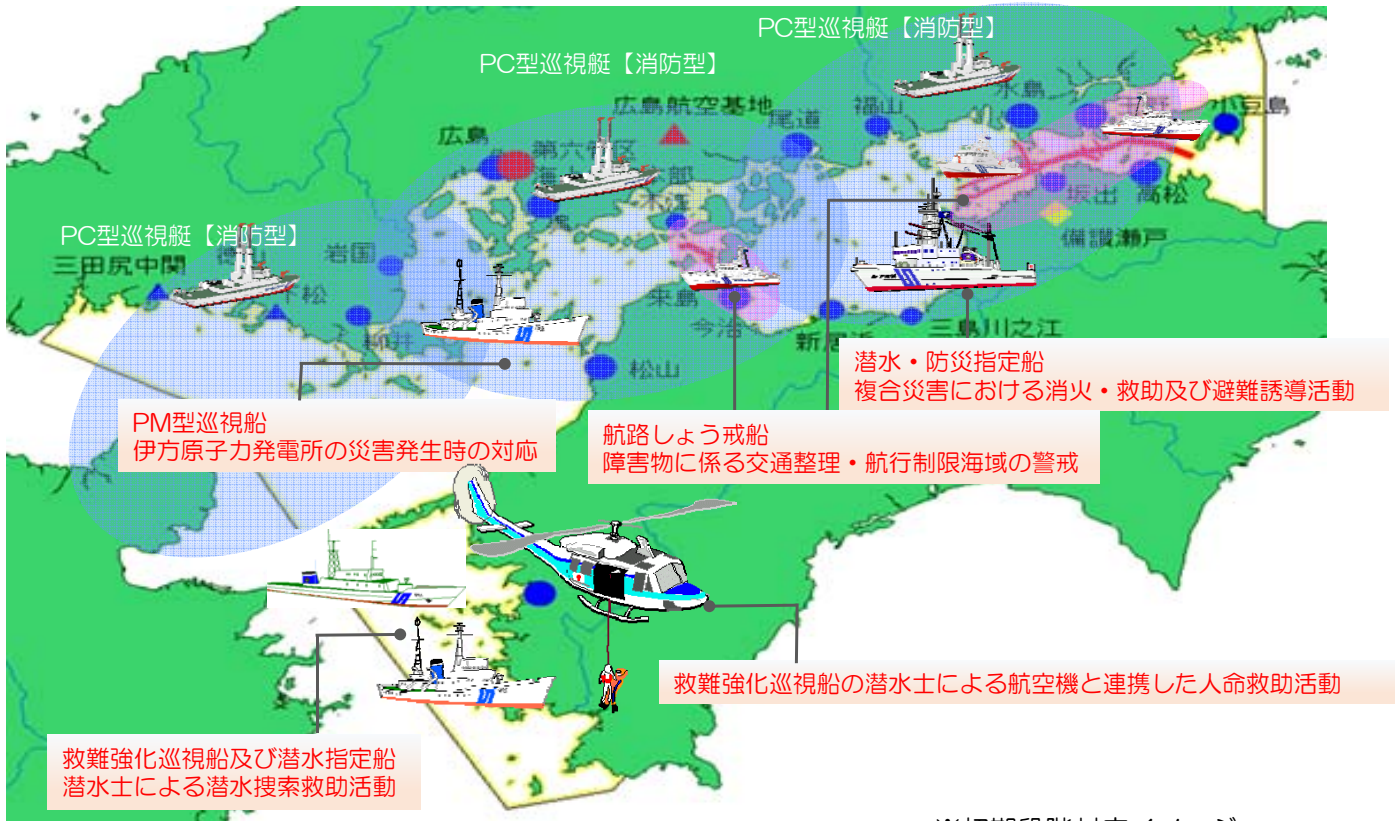 PC型巡視艇【消防型】
PC型巡視艇【消防型】
PC型巡視艇【消防型】
広島航空基地
尾道
福山
水島
小豆島
広島
第六管区
坂出
高松
備讃瀬戸
三田尻中関
岩国
下松
柳井
来島
今治
新居浜
三島川之江
松山
潜水・防災指定船
複合災害における消火・救助及び避難誘導活動
PM型巡視船
伊方原子力発電所の災害発生時の対応
航路しょう戒船
障害物に係る交通整理・航行制限海域の警戒
救難強化巡視船の潜水士による航空機と連携した人命救助活動
救難強化巡視船及び潜水指定船
潜水士による潜水捜索救助活動